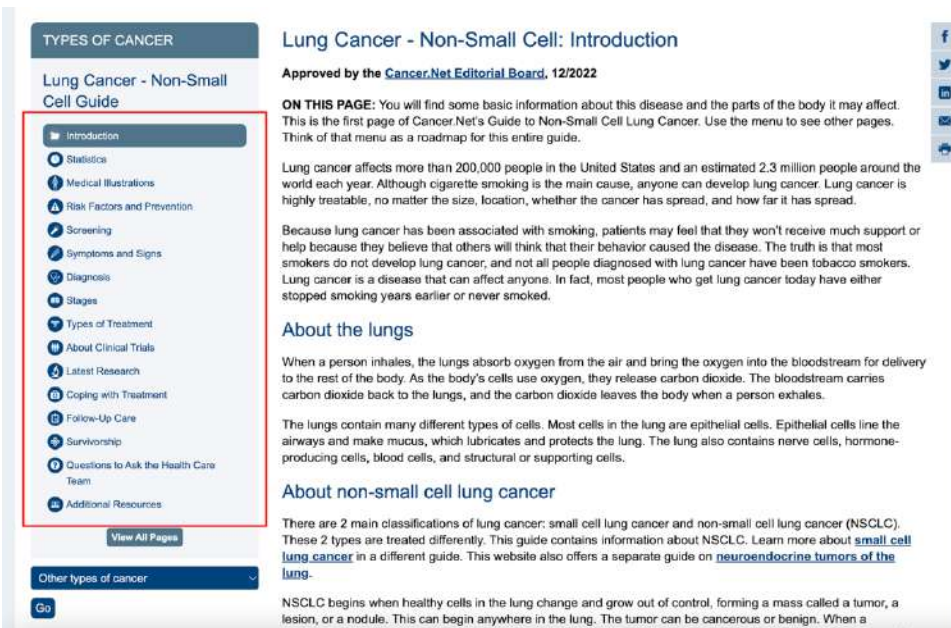 TYPES OF CANCER
Lung Cancer - Non-Small
Cell Guide
Introduction
Statistics
Medical Illustrations
Risk Factors and Prevention
Screening
Symptoms and Signs
Diagnosis
Stages
Types of Treatment
About Clinical Trials
Latest Research
Coping with Treatment
Follow-Up Care
Survivorship
Questions to Ask the Health Care
Team
Additional Resources
View All Pages
Other types of cancer
Go
Lung Cancer - Non-Small Cell: Introduction
Approved by the Cancer.Net Editorial Board, 12/2022
ON THIS PAGE: You will find some basic information about this disease and the parts of the body it may affect.
This is the first page of Cancer.Net's Guide to Non-Small Cell Lung Cancer. Use the menu to see other pages.
Think of that menu as a roadmap for this entire guide.
Lung cancer affects more than 200,000 people in the United States and an estimated 2.3 million people around the
world each year. Although cigarette smoking is the main cause, anyone can develop lung cancer. Lung cancer is
highly treatable, no matter the size, location, whether the cancer has spread, and how far it has spread.
Because lung cancer has been associated with smoking, patients may feel that they won't receive much support or
help because they believe that others will think that their behavior caused the disease. The truth is that most
smokers do not develop lung cancer, and not all people diagnosed with lung cancer have been tobacco smokers.
Lung cancer is a disease that can affect anyone. In fact, most people who get lung cancer today have either
stopped smoking years earlier or never smoked.
About the lungs
When a person inhales, the lungs absorb oxygen from the air and bring the oxygen into the bloodstream for delivery
to the rest of the body. As the body's cells use oxygen, they release carbon dioxide. The bloodstream carries
carbon dioxide back to the lungs, and the carbon dioxide leaves the body when a person exhales.
The lungs contain many different types of cells. Most cells in the lung are epithelial cells. Epithelial cells line the
airways and make mucus, which lubricates and protects the lung. The lung also contains nerve cells, hormone-
producing cells, blood cells, and structural or supporting cells.
About non-small cell lung cancer
There are 2 main classifications of lung cancer: small cell lung cancer and non-small cell lung cancer (NSCLC).
These 2 types are treated differently. This guide contains information about NSCLC. Learn more about small cell
lung cancer in a different guide. This website also offers a separate guide on neuroendocrine tumors of the
lung.
NSCLC begins when healthy cells in the lung change and grow out of control, forming a mass called a tumor, a
lesion, or a nodule. This can begin anywhere in the lung. The tumor can be cancerous or benign. When a